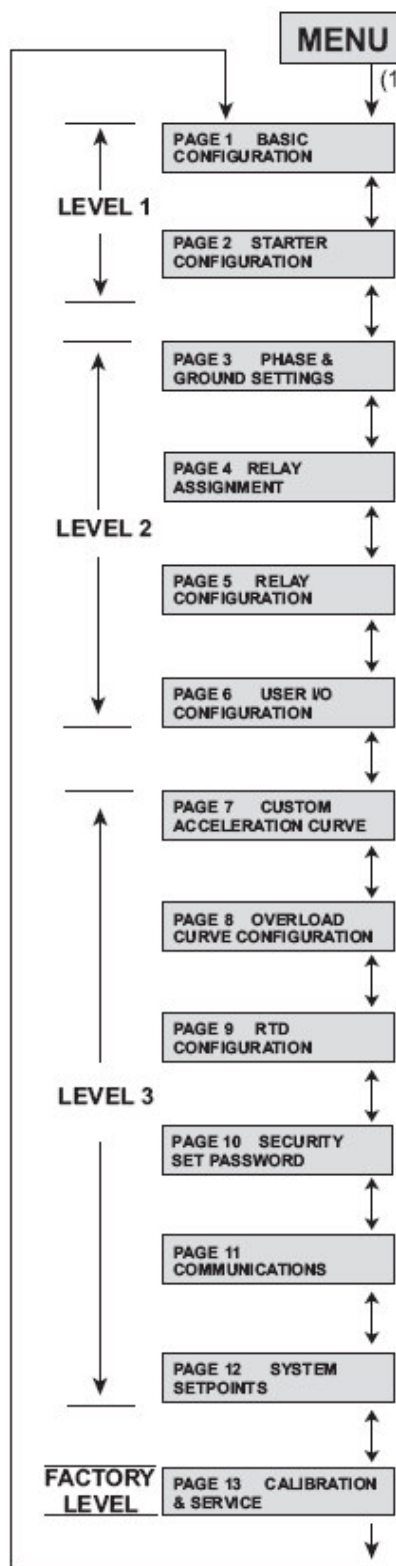 MENU
(1
PAGE 1 BASIC
CONFIGURATION
LEVEL 1
PAGE 2 STARTER
CONFIGURATION
PAGE 3 PHASE &
GROUND SETTINGS
PAGE 4 RELAY
ASSIGNMENT
LEVEL 2
PAGE 5 RELAY
CONFIGURATION
PAGE 6 USER I/O
CONFIGURATION
PAGE 7 CUSTOM
ACCELERATION CURVE
PAGE 8 OVERLOAD
CURVE CONFIGURATION
PAGE 9 RTD
CONFIGURATION
LEVEL 3
PAGE 10 SECURITY
SET PASSWORD
PAGE 11
COMMUNICATIONS
PAGE 12 SYSTEM
SETPOINTS
FACTORY
LEVEL
PAGE 13 CALIBRATION
& SERVICE